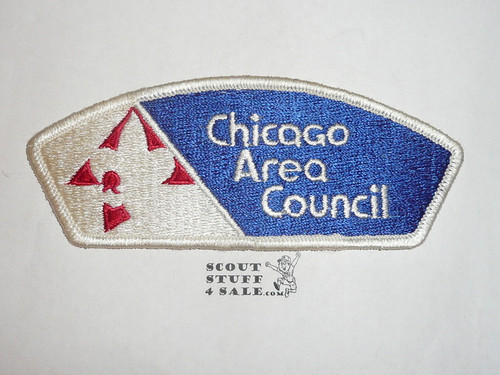 Chicago
Area
Council
SCOUT
STUFF
4 SALE.com